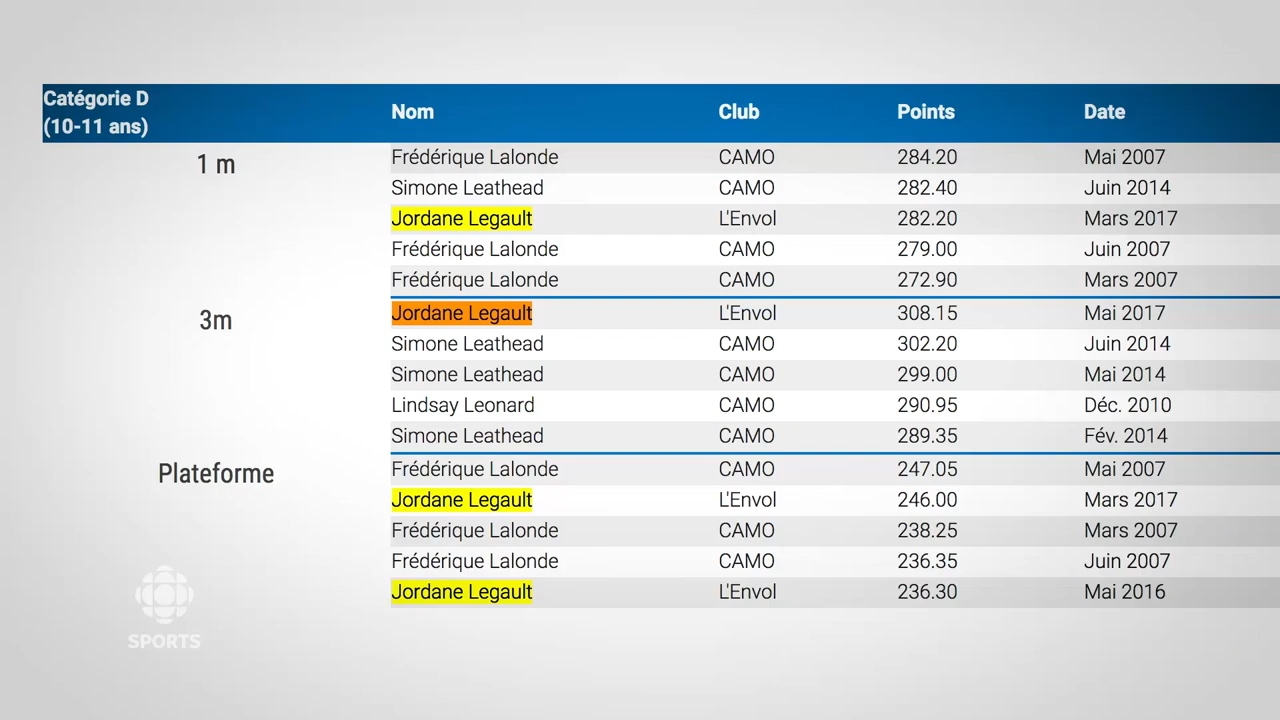 Catégorie D
(10-11 ans)
Nom Club Points Date
1 m
Frédérique Lalonde CAMO 284.20 Mai 2007
Simone Leathead CAMO 282.40 Juin 2014
Jordane Legault L'Envol 282.20 Mars 2017
Frédérique Lalonde CAMO 279.00 Juin 2007
Frédérique Lalonde CAMO 272.90 Mars 2007
3m
Jordane Legault L'Envol 308.15 Mai 2017
Simone Leathead CAMO 302.20 Juin 2014
Simone Leathead CAMO 299.00 Mai 2014
Lindsay Leonard CAMO 290.95 Déc. 2010
Simone Leathead CAMO 289.35 Fév. 2014
Plateforme
Frédérique Lalonde CAMO 247.05 Mai 2007
Jordane Legault L'Envol 246.00 Mars 2017
Frédérique Lalonde CAMO 238.25 Mars 2007
Frédérique Lalonde CAMO 236.35 Juin 2007
Jordane Legault L'Envol 236.30 Mai 2016
SPORTS